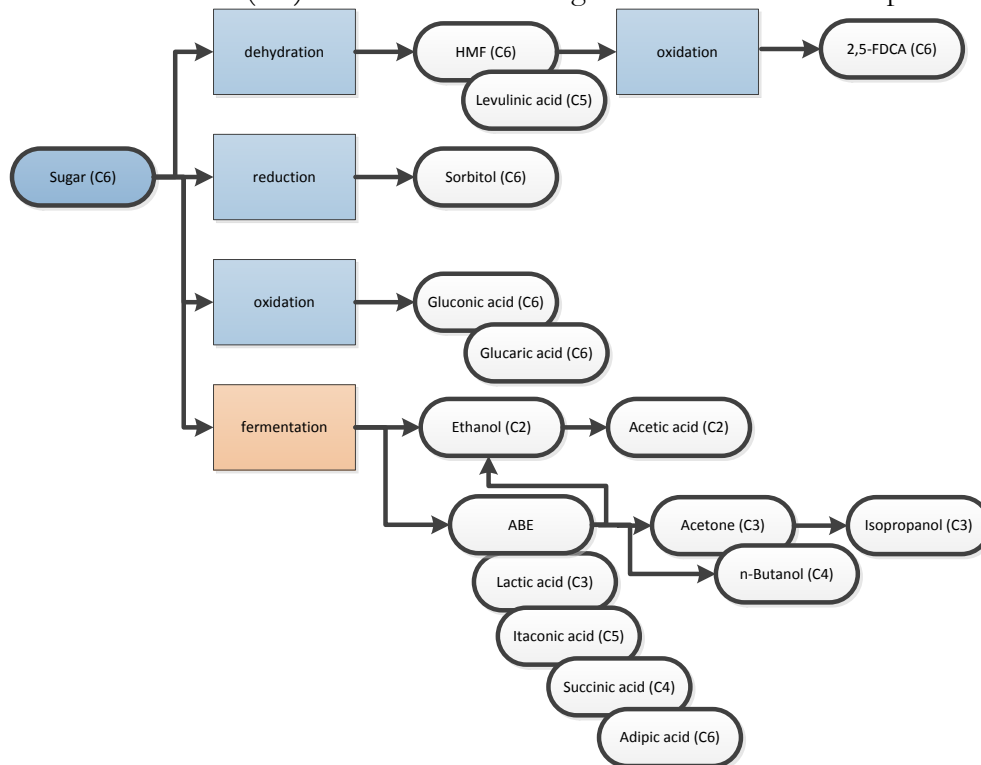 dehydration
HMF (C6)
oxidation
2,5-FDCA (C6)
Levulinic acid (C5)
Sugar (C6)
reduction
Sorbitol (C6)
oxidation
Gluconic acid (C6)
Glucaric acid (C6)
fermentation
Ethanol (C2)
Acetic acid (C2)
ABE
Acetone (C3)
Isopropanol (C3)
n-Butanol (C4)
Lactic acid (C3)
Itaconic acid (C5)
Succinic acid (C4)
Adipic acid (C6)